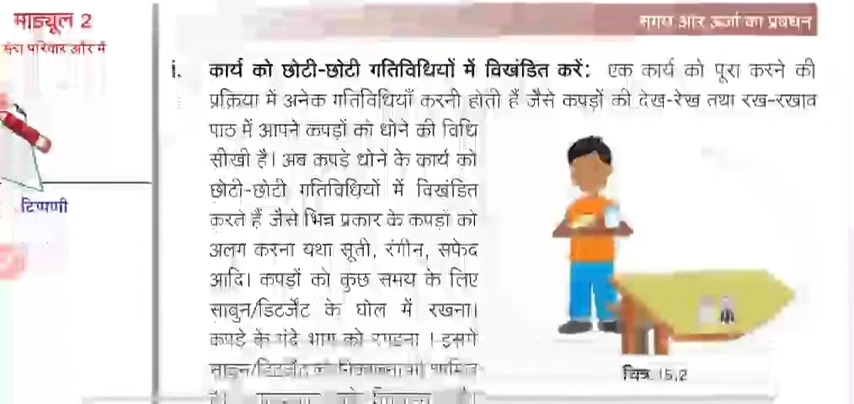 माड्यूल 2
समय और ऊर्जा का प्रबंधन
परिवार और मैं
i. कार्य को छोटी-छोटी गतिविधियों में विखंडित करें: एक कार्य को पूरा करने की
प्रक्रिया में अनेक गतिविधियाँ करनी होती हैं जैसे कपड़ों की देख-रेख तथा रख-रखाव
पाठ में आपने कपड़ों को धोने की विधि
सीखी है। अब कपड़े धोने के कार्य को
छोटी-छोटी गतिविधियों में विखंडित
करते हैं जैसे भिन्न प्रकार के कपड़ों को
अलग करना यथा सूती, रंगीन, सफेद
आदि। कपड़ों को कुछ समय के लिए
साबुन/डिटर्जेंट के घोल में रखना।
कपड़े के गंदे भाग को रगड़ना। इसमें
साबुन/डिटर्जेंट
टिप्पणी
चित्र 15.2